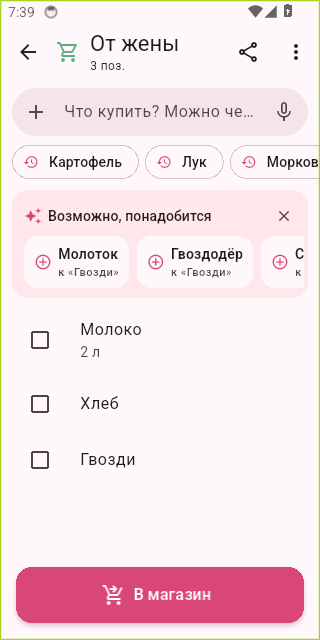 7:39
От жены
3 поз.
Что купить? Можно че…
Картофель
Лук
Морков
Возможно, понадобится
Молоток
к «Гвозди»
Гвоздодёр
к «Гвозди»
С
к
Молоко
2 л
Хлеб
Гвозди
В магазин